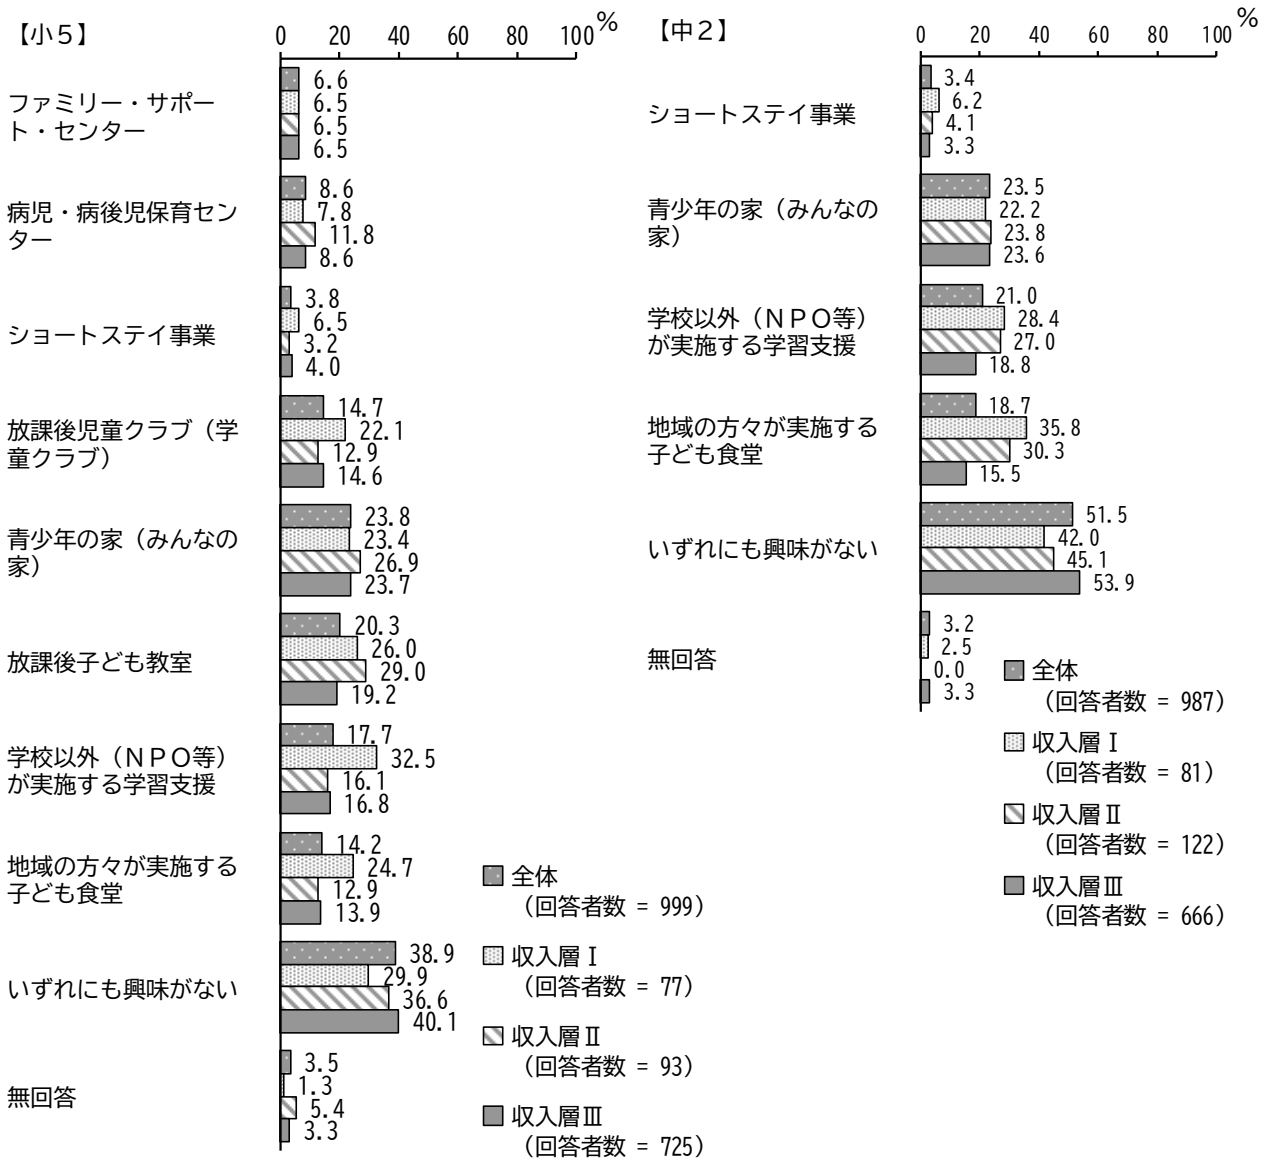 【小５】
0 20 40 60 80 100 %
ファミリー・サポー
ト・センター
6.6
6.5
6.5
6.5
病児・病後児保育セン
ター
8.6
7.8
11.8
8.6
ショートステイ事業
3.8
6.5
3.2
4.0
放課後児童クラブ（学
童クラブ）
14.7
22.1
12.9
14.6
青少年の家（みんなの
家）
23.8
23.4
26.9
23.7
放課後子ども教室
20.3
26.0
29.0
19.2
学校以外（ＮＰＯ等）
が実施する学習支援
17.7
32.5
16.1
16.8
地域の方々が実施する
子ども食堂
14.2
24.7
12.9
13.9
いずれにも興味がない
38.9
29.9
36.6
40.1
無回答
3.5
1.3
5.4
3.3
全体
（回答者数 = 999）
収入層Ⅰ
（回答者数 = 77）
収入層Ⅱ
（回答者数 = 93）
収入層Ⅲ
（回答者数 = 725）
【中２】
0 20 40 60 80 100 %
ショートステイ事業
3.4
6.2
4.1
3.3
青少年の家（みんなの
家）
23.5
22.2
23.8
23.6
学校以外（ＮＰＯ等）
が実施する学習支援
21.0
28.4
27.0
18.8
地域の方々が実施する
子ども食堂
18.7
35.8
30.3
15.5
いずれにも興味がない
51.5
42.0
45.1
53.9
無回答
3.2
2.5
0.0
3.3
全体
（回答者数 = 987）
収入層Ⅰ
（回答者数 = 81）
収入層Ⅱ
（回答者数 = 122）
収入層Ⅲ
（回答者数 = 666）